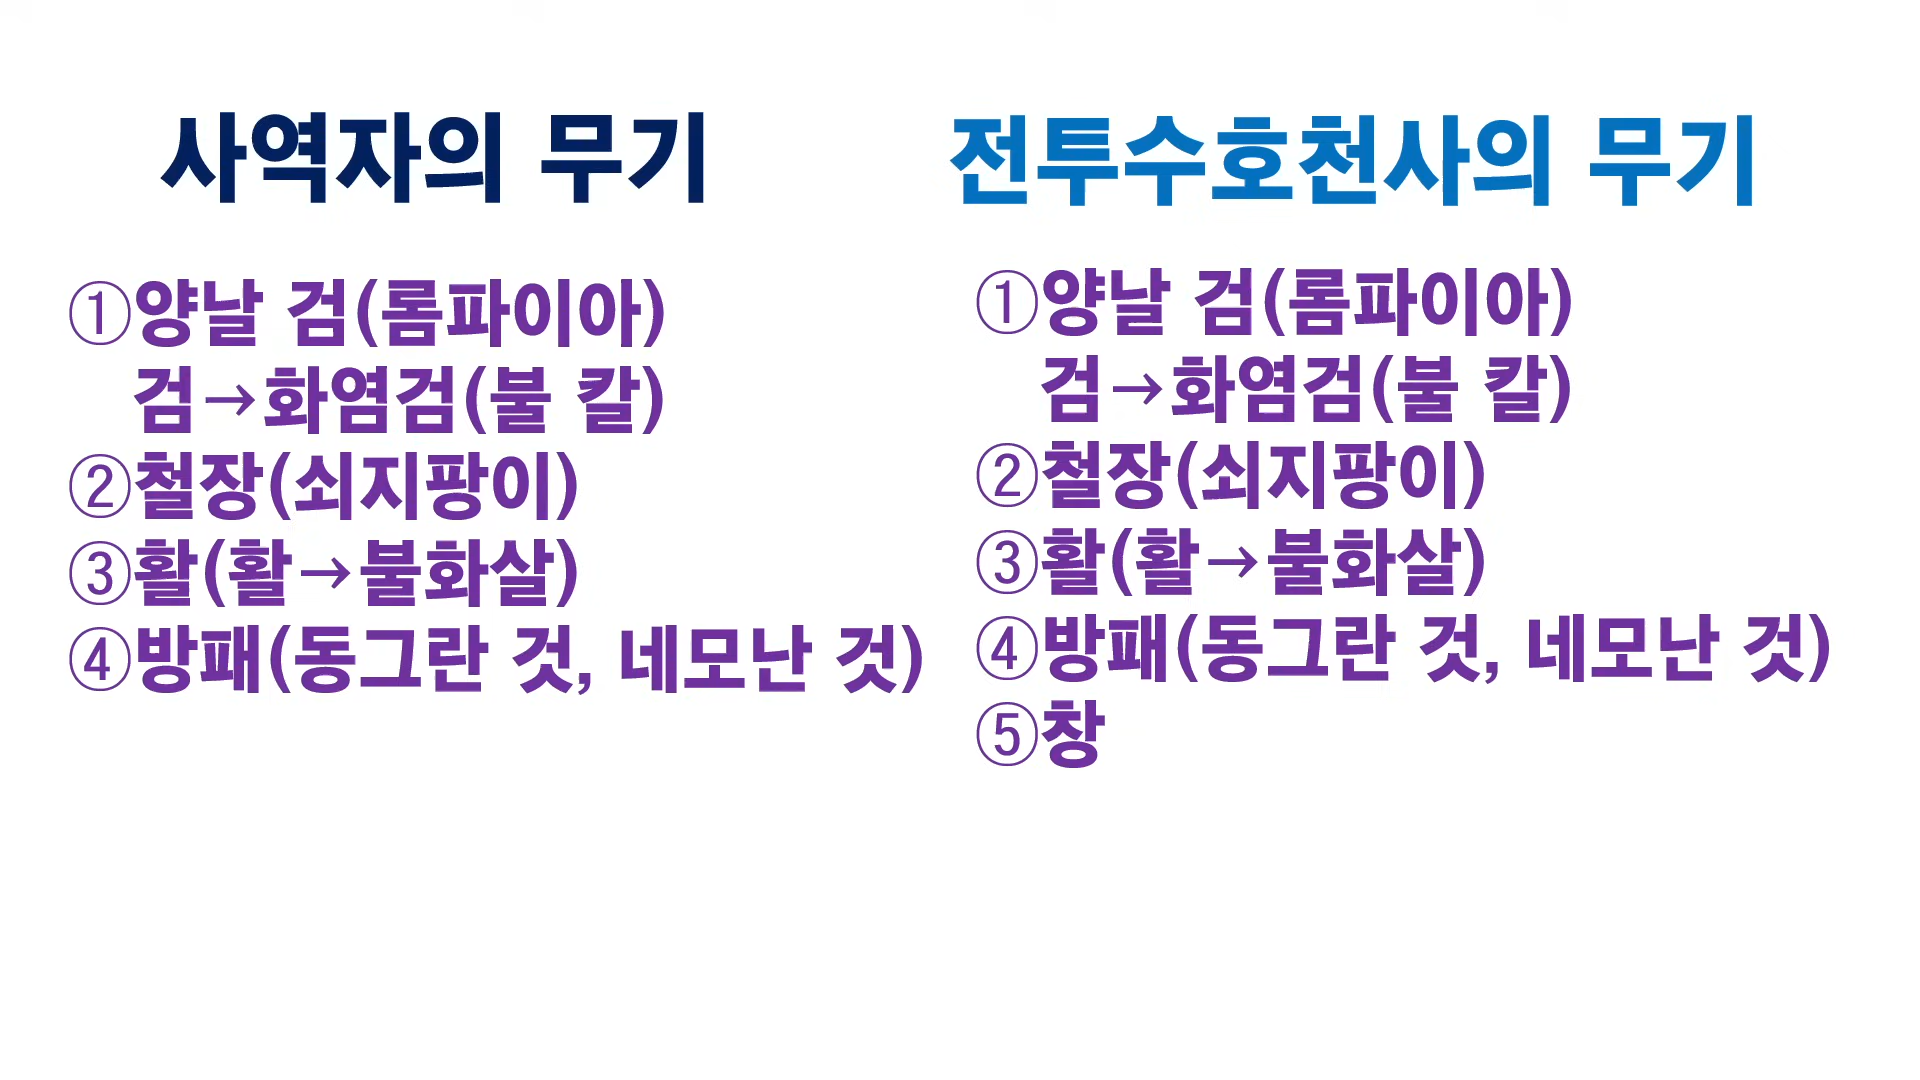 사역자의 무기
①양날 검(롬파이아)
검→화염검(불 칼)
②철장(쇠지팡이)
③활(활→불화살)
④방패(동그란 것, 네모난 것)
전투수호천사의 무기
①양날 검(롬파이아)
검→화염검(불 칼)
②철장(쇠지팡이)
③활(활→불화살)
④방패(동그란 것, 네모난 것)
⑤창